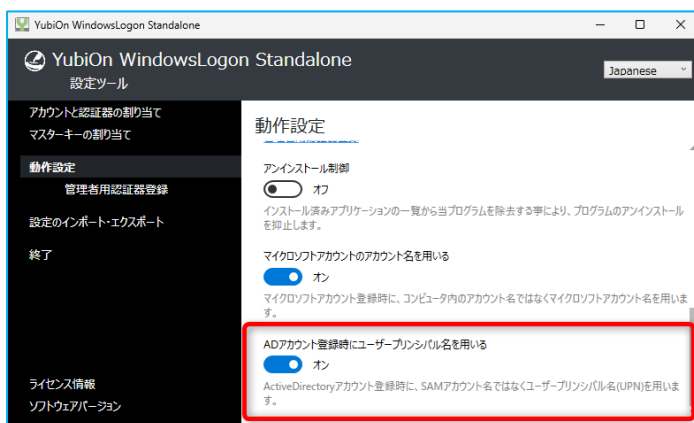 YubiOn WindowsLogon Standalone
YubiOn WindowsLogon Standalone
設定ツール
Japanese
アカウントと認証器の割り当て
マスターキーの割り当て
動作設定
管理者用認証器登録
設定のインポート・エクスポート
終了
ライセンス情報
ソフトウェアバージョン
動作設定
アンインストール制御
オフ
インストール済みアプリケーションの一覧から当プログラムを除去する事により、プログラムのアンインストール
を抑止します。
マイクロソフトアカウントのアカウント名を用いる
オン
マイクロソフトアカウント登録時に、コンピュータ内のアカウント名ではなくマイクロソフトアカウント名を用いま
す。
ADアカウント登録時にユーザープリンシパル名を用いる
オン
ActiveDirectoryアカウント登録時に、SAMアカウント名ではなくユーザープリンシパル名(UPN)を用いま
す。